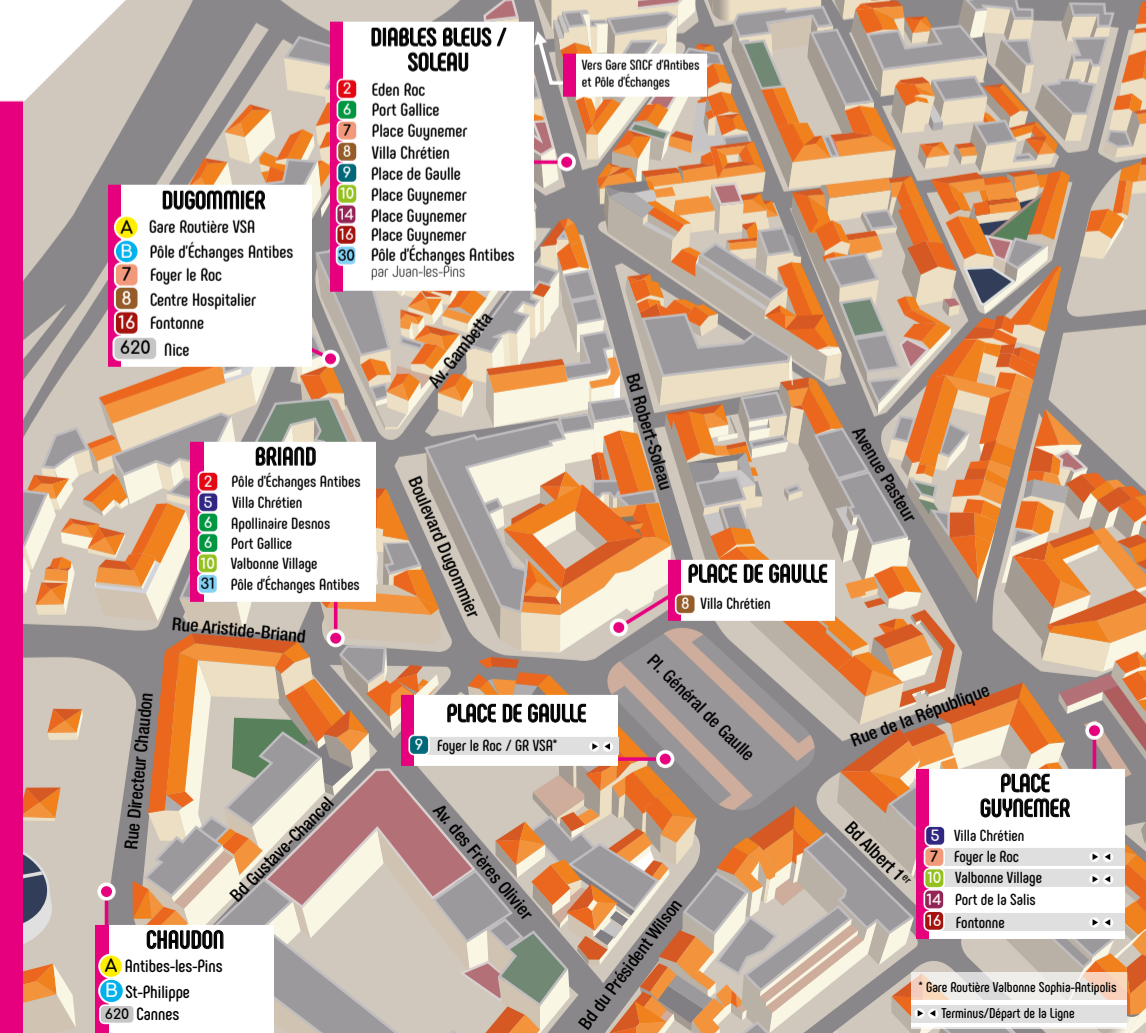 DIABLES BLEUS /
SOLEAU
2 Eden Roc
6 Port Gallice
7 Place Guynemer
8 Villa Chrétien
9 Place de Gaulle
10 Place Guynemer
14 Place Guynemer
16 Place Guynemer
30 Pôle d'Échanges Antibes
par Juan-les-Pins
Vers Gare SNCF d'Antibes
et Pôle d'Échanges
DUGOMMIER
A Gare Routière VSA
B Pôle d'Échanges Antibes
7 Foyer le Roc
8 Centre Hospitalier
16 Fontonne
620 Nice
Av. Gambetta
Bd Robert-Soleau
Avenue Pasteur
BRIAND
2 Pôle d'Échanges Antibes
5 Villa Chrétien
6 Apollinaire Desnos
6 Port Gallice
10 Valbonne Village
31 Pôle d'Échanges Antibes
Boulevard Dugommier
PLACE DE GAULLE
8 Villa Chrétien
Rue Aristide-Briand
Pl. Général de Gaulle
Rue de la République
PLACE DE GAULLE
9 Foyer le Roc / GR VSA* ▶ ◀
Rue Directeur Chaudon
Bd Gustave-Chancel
Av. des Frères Olivier
Bd Albert 1er
Bd du Président Wilson
PLACE
GUYNEMER
5 Villa Chrétien
7 Foyer le Roc ▶ ◀
10 Valbonne Village ▶ ◀
14 Port de la Salis
16 Fontonne ▶ ◀
CHAUDON
A Antibes-les-Pins
B St-Philippe
620 Cannes
* Gare Routière Valbonne Sophia-Antipolis
▶ ◀ Terminus/Départ de la Ligne